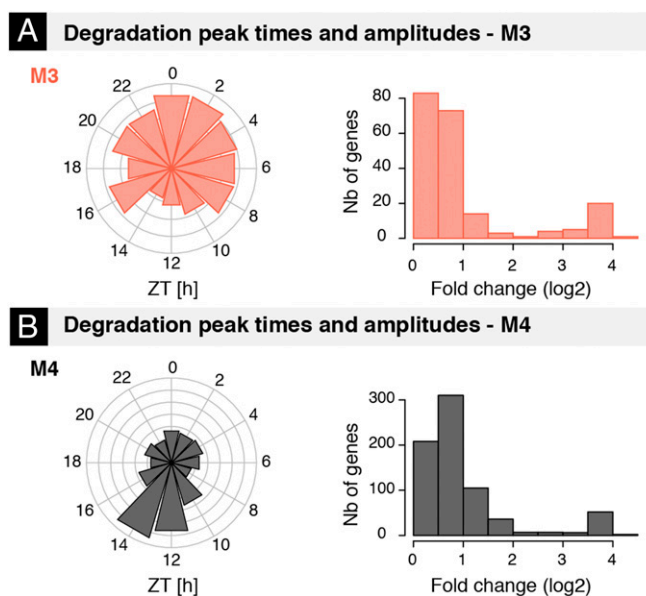 A Degradation peak times and amplitudes - M3
M3
0
2
4
6
8
10
12
14
16
18
20
22
ZT [h]
Nb of genes
80
60
40
20
0
0 1 2 3 4
Fold change (log2)
B Degradation peak times and amplitudes - M4
M4
0
2
4
6
8
10
12
14
16
18
20
22
ZT [h]
Nb of genes
300
200
100
0
0 1 2 3 4
Fold change (log2)